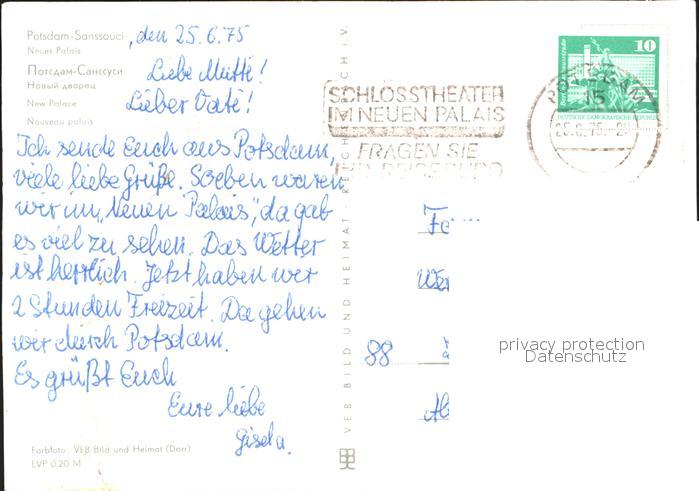 Potsdam-Sanssouci , den 25.6.75
Neues Palais
Потсдам-Сансуси
Новый дворец
New Palace
Nouveau palais
Liebe Mutti!
Lieber Vati!
Ich sende Euch aus Potsdam,
viele liebe Grüße. Soeben waren
wir im „Neuen Palais", da gab
es viel zu sehen. Das Wetter
ist herrlich. Jetzt haben wir
2 Stunden Freizeit. Da gehen
wir durch Potsdam.
Es grüßt Euch
Eure liebe
Gisela.
Farbfoto: VEB Bild und Heimat (Darr)
EVP 0,20 M
VEB BILD UND HEIMAT REICHENBACH I. V.
SCHLOSSTHEATER
IM NEUEN PALAIS
FRAGEN SIE
POTSDAM
15
10
DEUTSCHE DEMOKRATISCHE REPUBLIK
88
privacy protection
Datenschutz